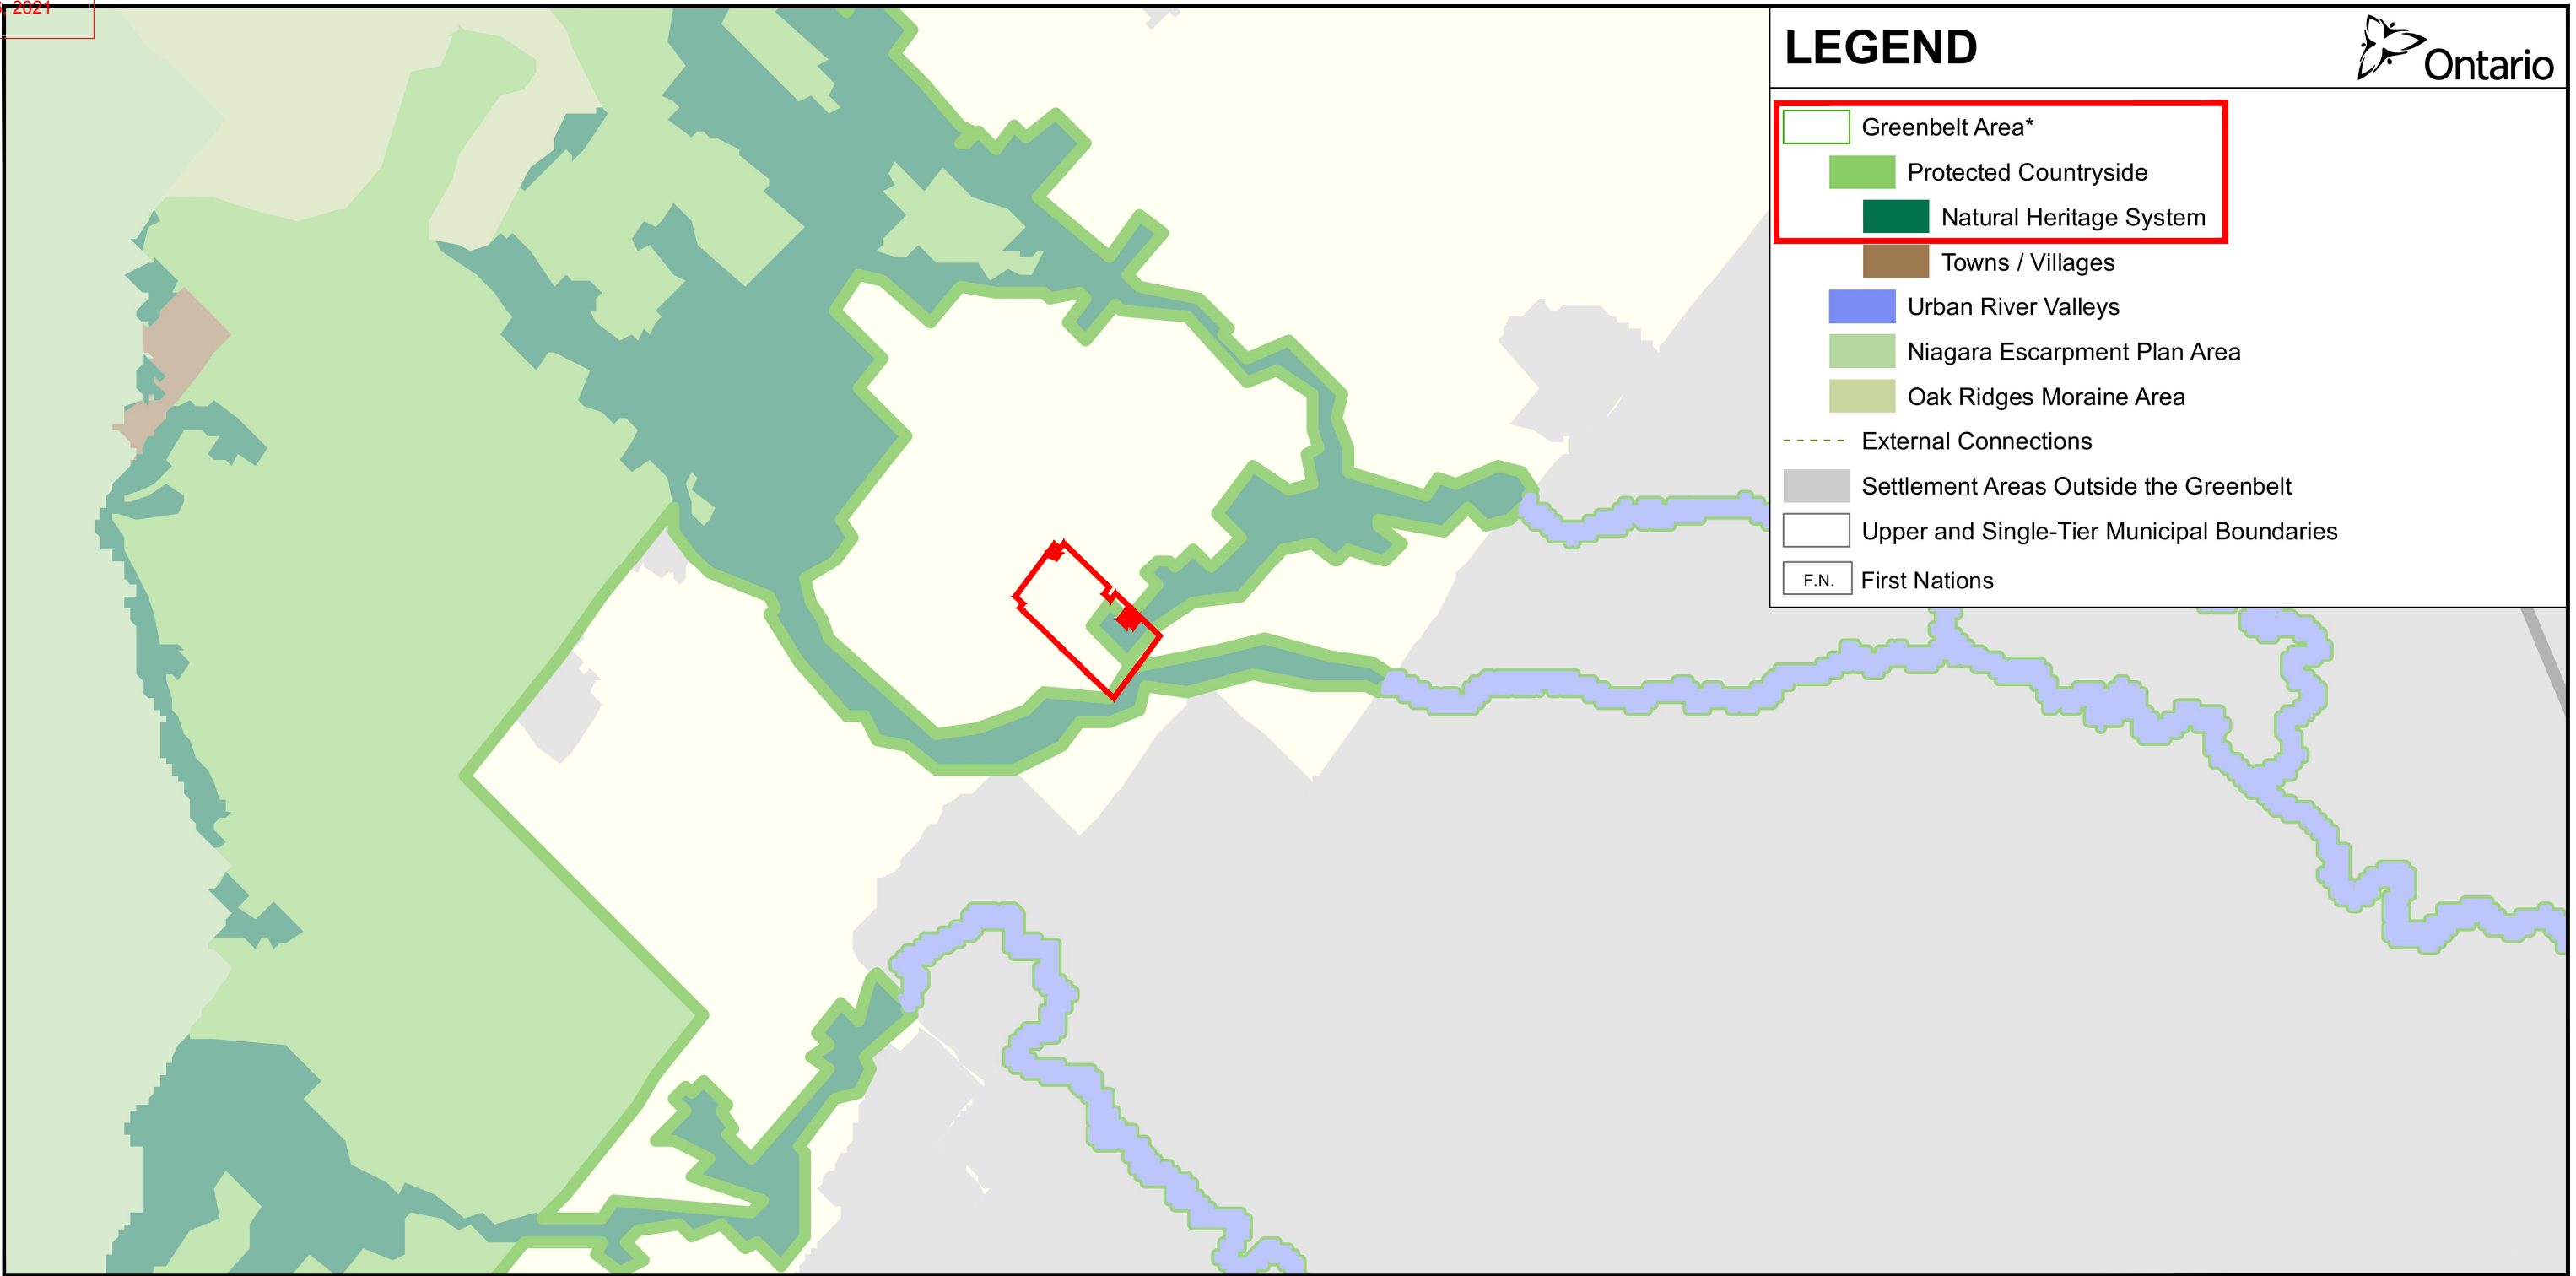 2021
LEGEND
Ontario
Greenbelt Area*
Protected Countryside
Natural Heritage System
Towns / Villages
Urban River Valleys
Niagara Escarpment Plan Area
Oak Ridges Moraine Area
External Connections
Settlement Areas Outside the Greenbelt
Upper and Single-Tier Municipal Boundaries
F.N. First Nations